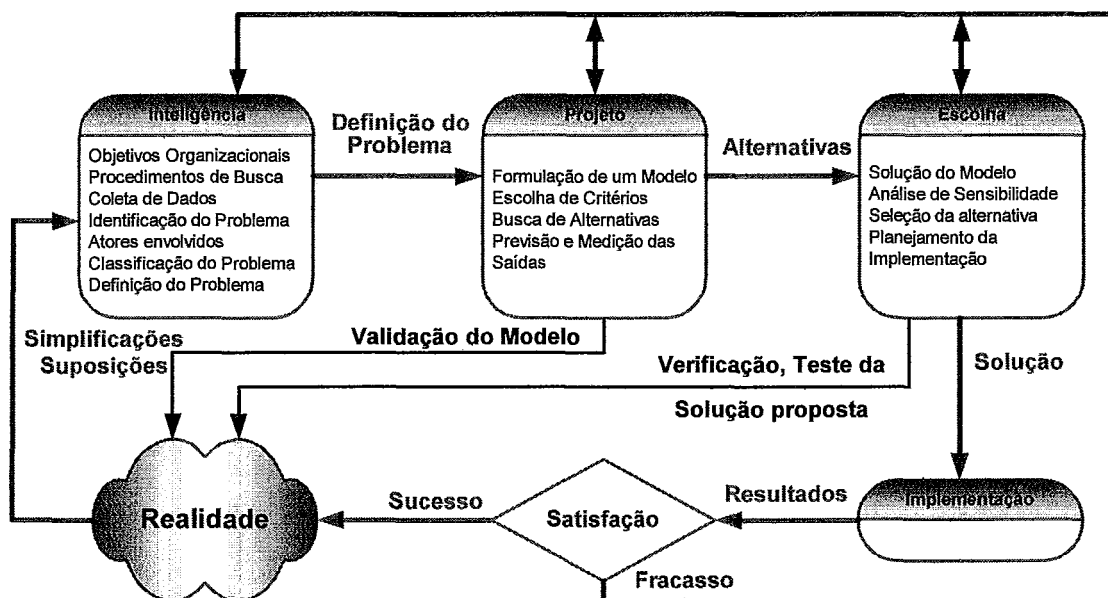 Inteligência
Objetivos Organizacionais
Procedimentos de Busca
Coleta de Dados
Identificação do Problema
Atores envolvidos
Classificação do Problema
Definição do Problema
Definição do
Problema
Projeto
Formulação de um Modelo
Escolha de Critérios
Busca de Alternativas
Previsão e Medição das
Saídas
Alternativas
Escolha
Solução do Modelo
Análise de Sensibilidade
Seleção da alternativa
Planejamento da
Implementação
Simplificações
Suposições
Validação do Modelo
Verificação, Teste da
Solução proposta
Solução
Realidade
Sucesso
Satisfação
Resultados
Implementação
Fracasso